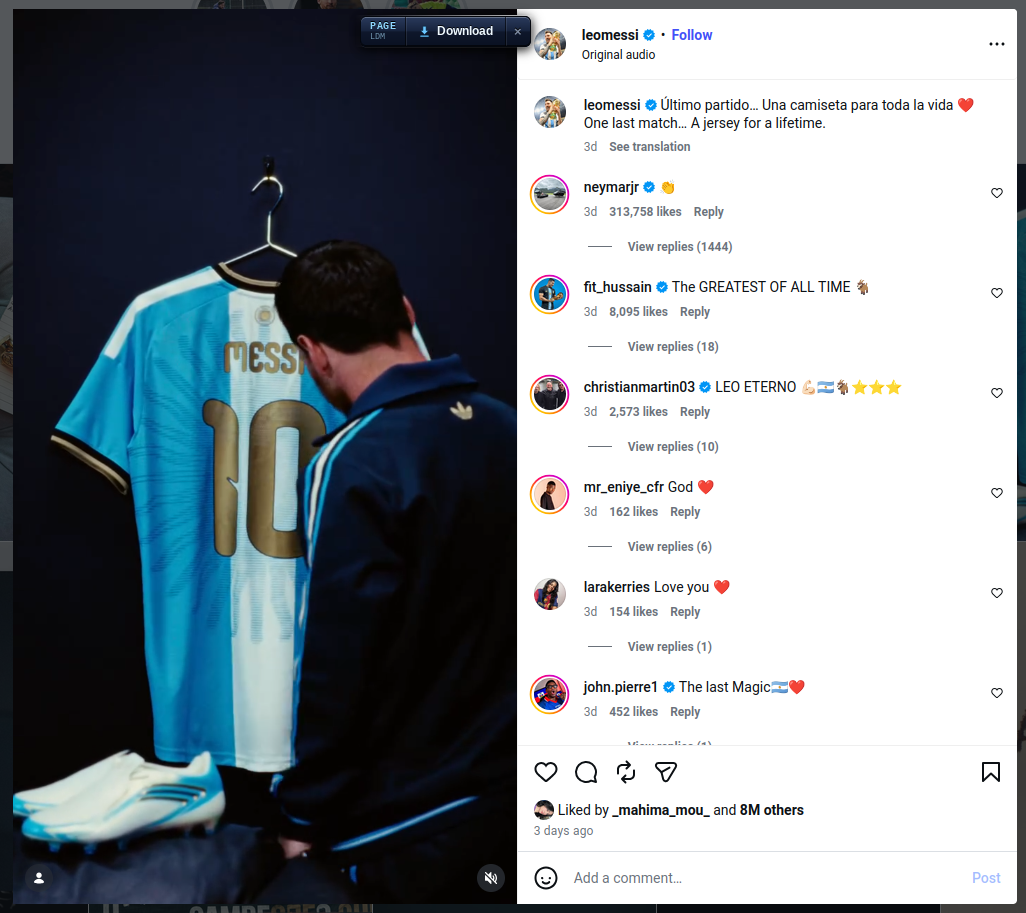 PAGE
LDM
Download
×
MESSI
10
leomessi • Follow
Original audio
leomessi Último partido… Una camiseta para toda la vida ❤️
One last match… A jersey for a lifetime.
3d See translation
neymarjr 👏
3d 313,758 likes Reply
View replies (1444)
fit_hussain The GREATEST OF ALL TIME 🐐
3d 8,095 likes Reply
View replies (18)
christianmartin03 LEO ETERNO 💪🏻🇦🇷🐐⭐⭐⭐
3d 2,573 likes Reply
View replies (10)
mr_eniye_cfr God ❤️
3d 162 likes Reply
View replies (6)
larakerries Love you ❤️
3d 154 likes Reply
View replies (1)
john.pierre1 The last Magic🇦🇷❤️
3d 452 likes Reply
View replies (1)
Liked by _mahima_mou_ and 8M others
3 days ago
Add a comment…
Post